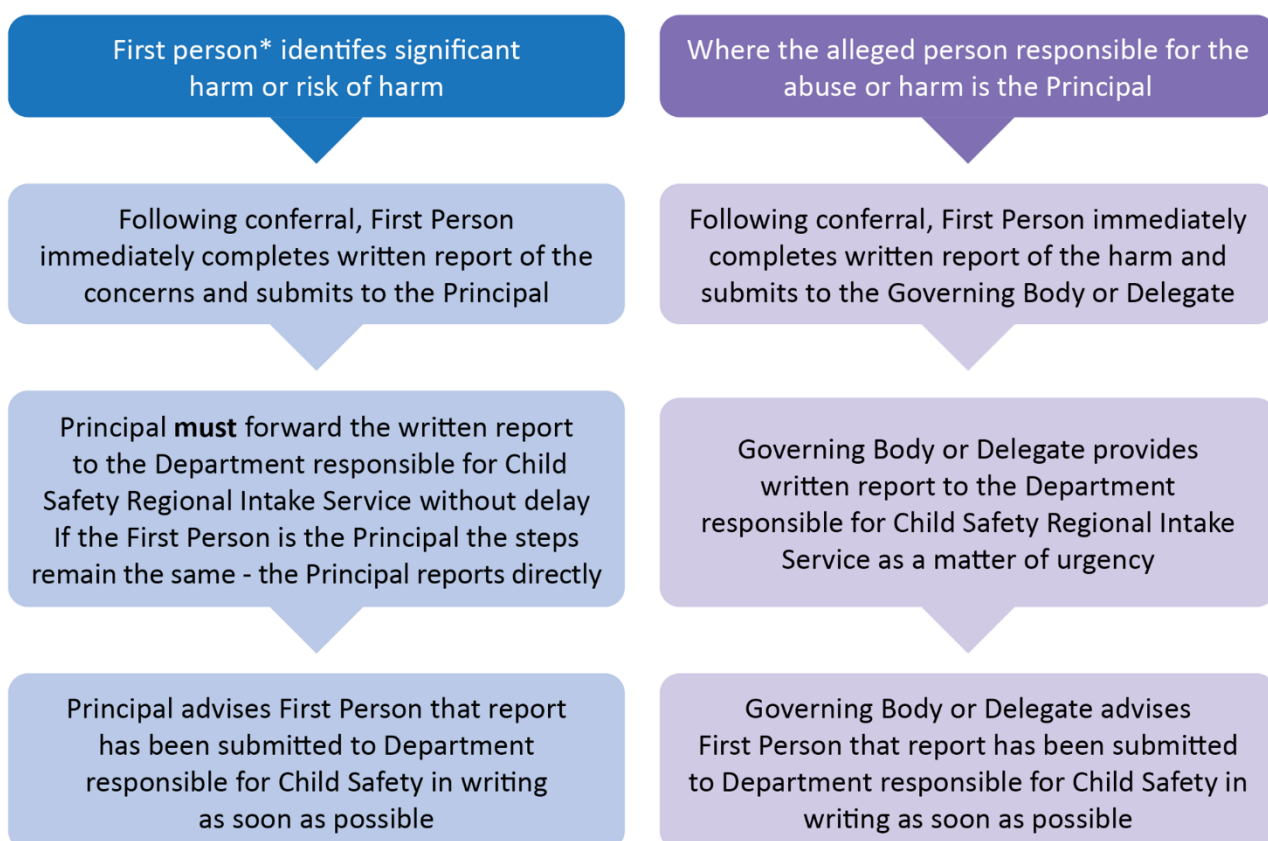 First person* identifes significant
harm or risk of harm
Following conferral, First Person
immediately completes written report of the
concerns and submits to the Principal
Principal must forward the written report
to the Department responsible for Child
Safety Regional Intake Service without delay
If the First Person is the Principal the steps
remain the same - the Principal reports directly
Principal advises First Person that report
has been submitted to Department
responsible for Child Safety in writing
as soon as possible
Where the alleged person responsible for the
abuse or harm is the Principal
Following conferral, First Person immediately
completes written report of the harm and
submits to the Governing Body or Delegate
Governing Body or Delegate provides
written report to the Department
responsible for Child Safety Regional Intake
Service as a matter of urgency
Governing Body or Delegate advises
First Person that report has been submitted
to Department responsible for Child Safety in
writing as soon as possible